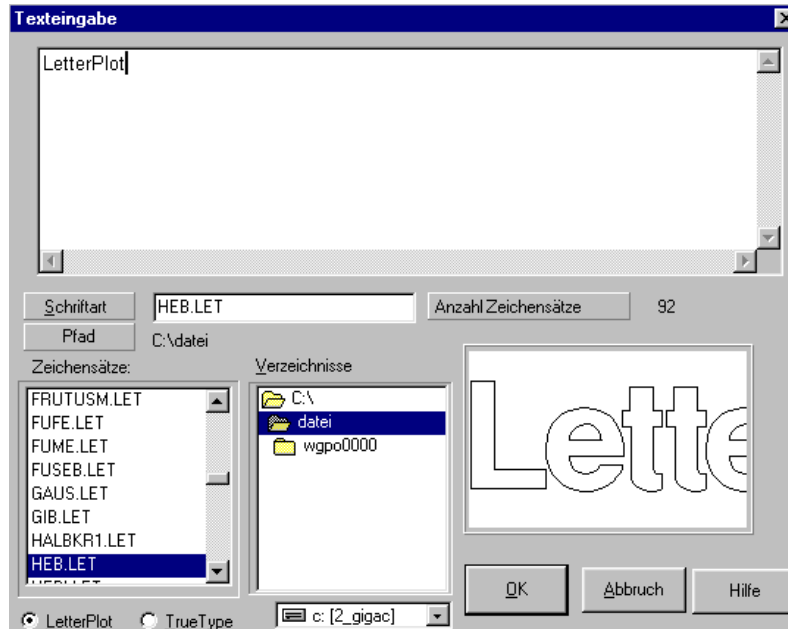 Texteingabe
LetterPlot
Schriftart
HEB.LET
Anzahl Zeichensätze
92
Pfad
C:\datei
Zeichensätze:
FRUTUSM.LET
FUFE.LET
FUME.LET
FUSEB.LET
GAUS.LET
GIB.LET
HALBKR1.LET
HEB.LET
Verzeichnisse
C:\
datei
wgpo0000
Lette
OK
Abbruch
Hilfe
LetterPlot
TrueType
c: [2_gigac]